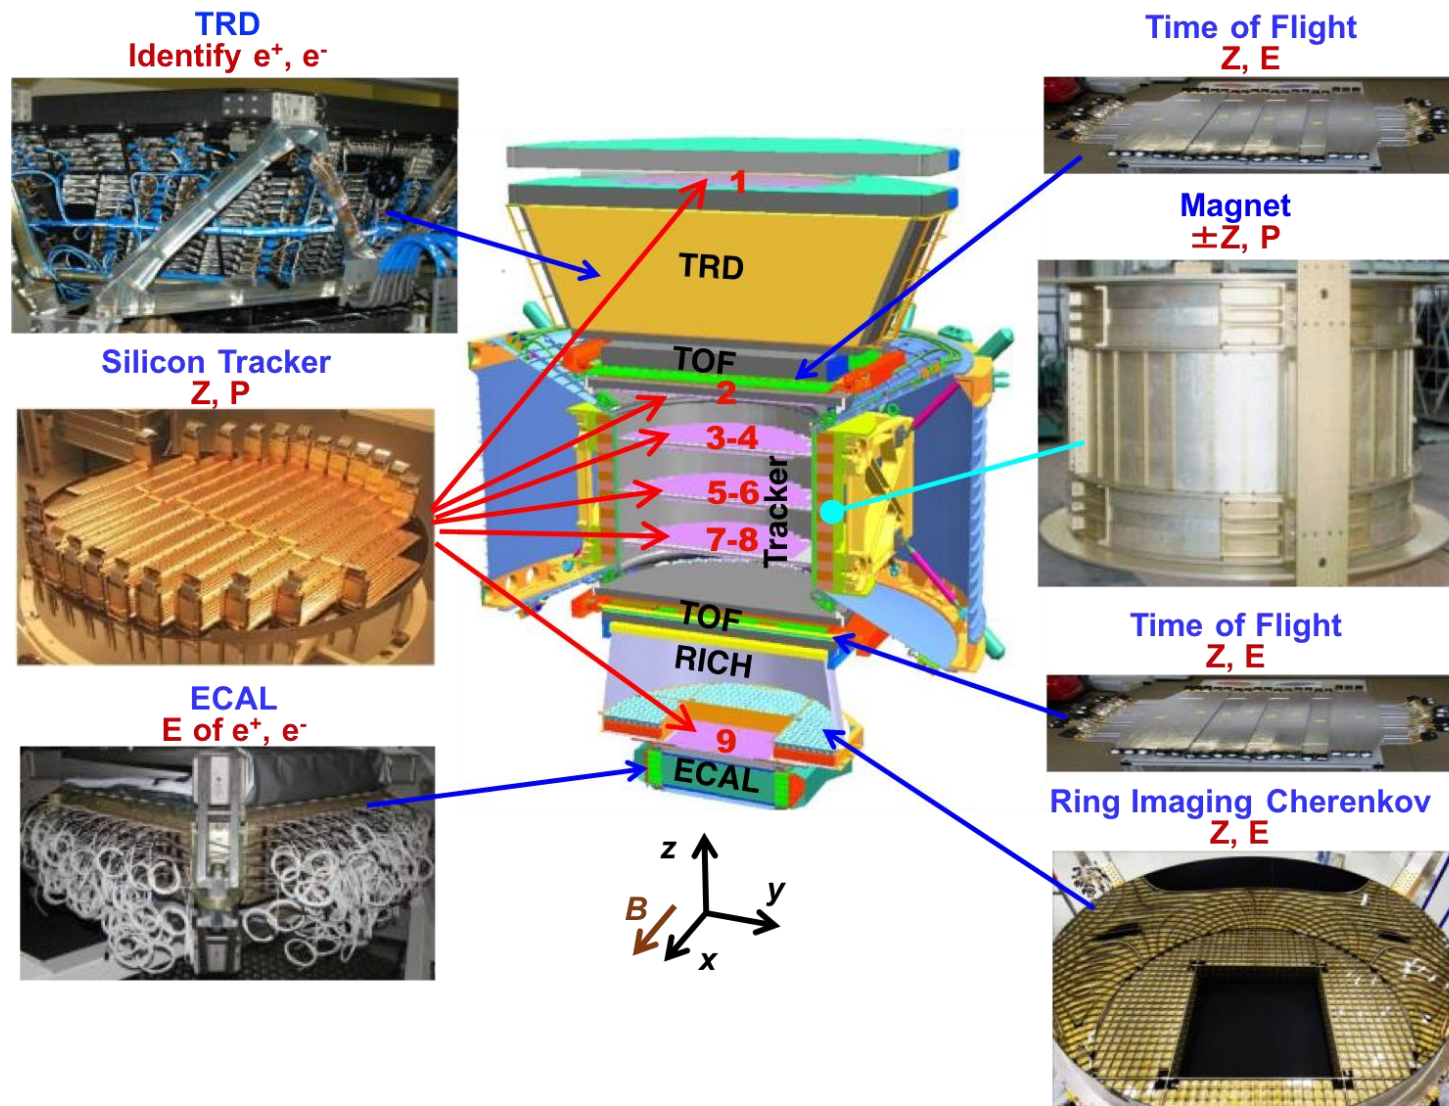 TRD
Identify e⁺, e⁻
Silicon Tracker
Z, P
ECAL
E of e⁺, e⁻
1
TRD
TOF
2
3-4
5-6
7-8
Tracker
TOF
RICH
9
ECAL
z
y
B
x
Time of Flight
Z, E
Magnet
±Z, P
Time of Flight
Z, E
Ring Imaging Cherenkov
Z, E